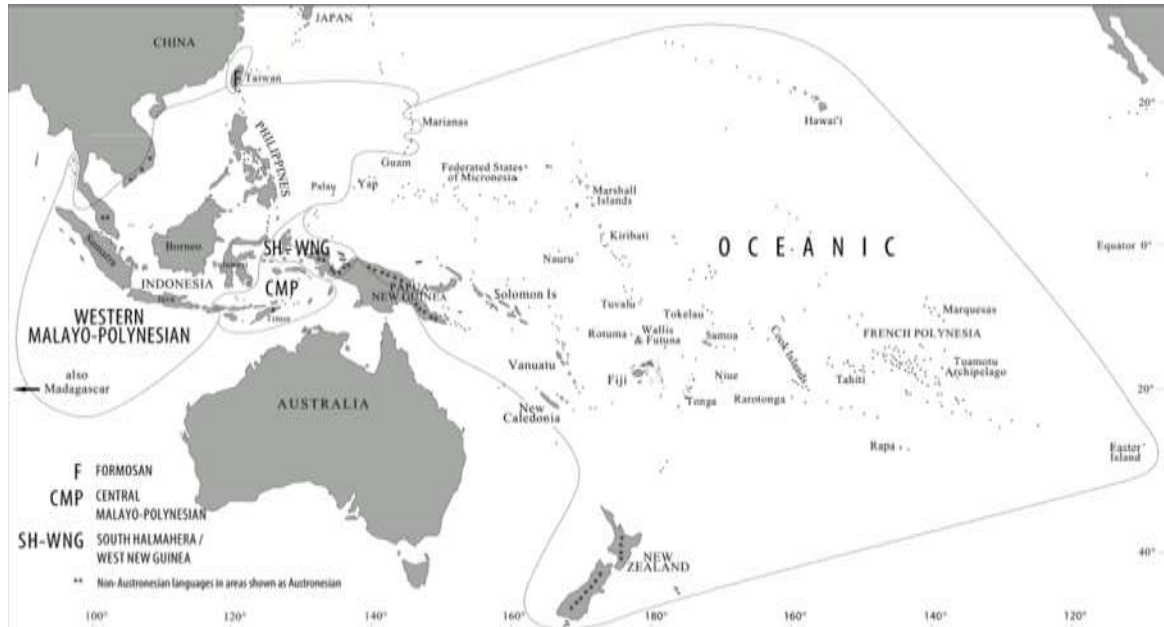 JAPAN
CHINA
F Taiwan
20°
Hawai'i
Marianas
PHILIPPINES
Guam
Federated States
of Micronesia
Palau
Yap
Marshall
Islands
Kiribati
OCEANIC
Equator 0°
Borneo
Sumatra
Sulawesi
SH-WNG
Nauru
INDONESIA
CMP
PAPUA
NEW GUINEA
Solomon Is
Java
Timor
Tuvalu
Tokelau
Marquesas
WESTERN
MALAYO-POLYNESIAN
Rotuma
Wallis
& Futuna
Samoa
Cook Islands
FRENCH POLYNESIA
Vanuatu
Fiji
Niue
Tahiti
Tuamotu
Archipelago
also
Madagascar
20°
AUSTRALIA
New
Caledonia
Tonga
Rarotonga
Rapa
Easter
Island
F FORMOSAN
CMP CENTRAL
MALAYO-POLYNESIAN
SH-WNG SOUTH HALMAHERA /
WEST NEW GUINEA
NEW
ZEALAND
40°
** Non-Austronesian languages in areas shown as Austronesian
100° 120° 140° 160° 180° 160° 140° 120°